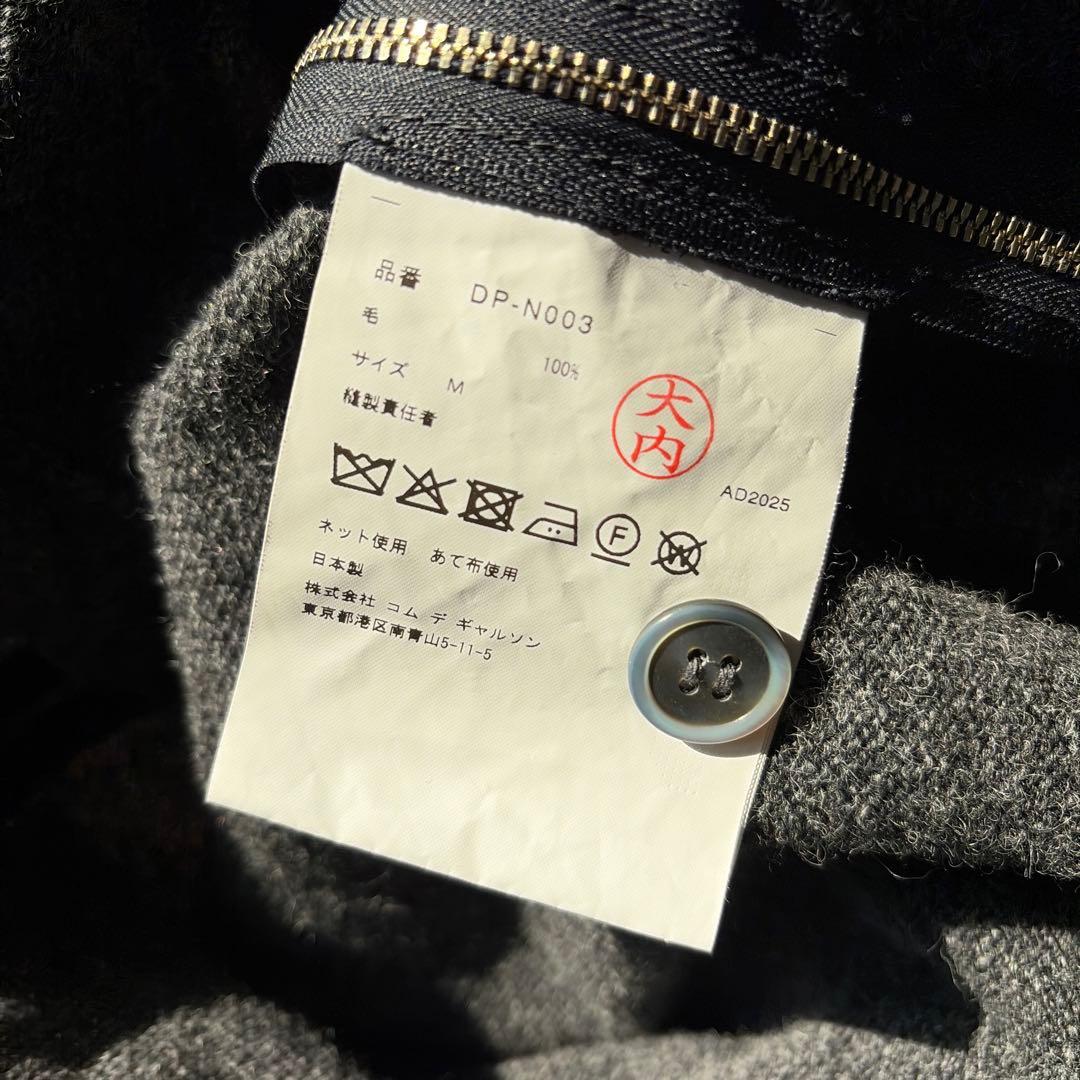 品番 DP-N003
毛 100%
サイズ M
縫製責任者
大内
AD2025
F
W
ネット使用 あて布使用
日本製
株式会社 コム デ ギャルソン
東京都港区南青山5-11-5